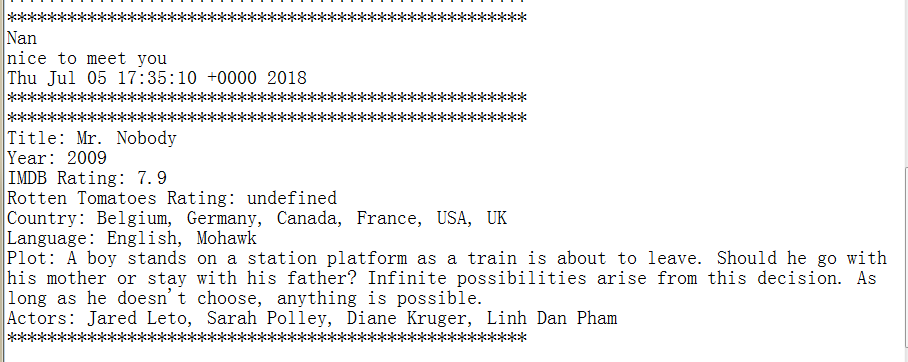 ****************************************************
Nan
nice to meet you
Thu Jul 05 17:35:10 +0000 2018
****************************************************
****************************************************
Title: Mr. Nobody
Year: 2009
IMDB Rating: 7.9
Rotten Tomatoes Rating: undefined
Country: Belgium, Germany, Canada, France, USA, UK
Language: English, Mohawk
Plot: A boy stands on a station platform as a train is about to leave. Should he go with
his mother or stay with his father? Infinite possibilities arise from this decision. As
long as he doesn't choose, anything is possible.
Actors: Jared Leto, Sarah Polley, Diane Kruger, Linh Dan Pham
****************************************************